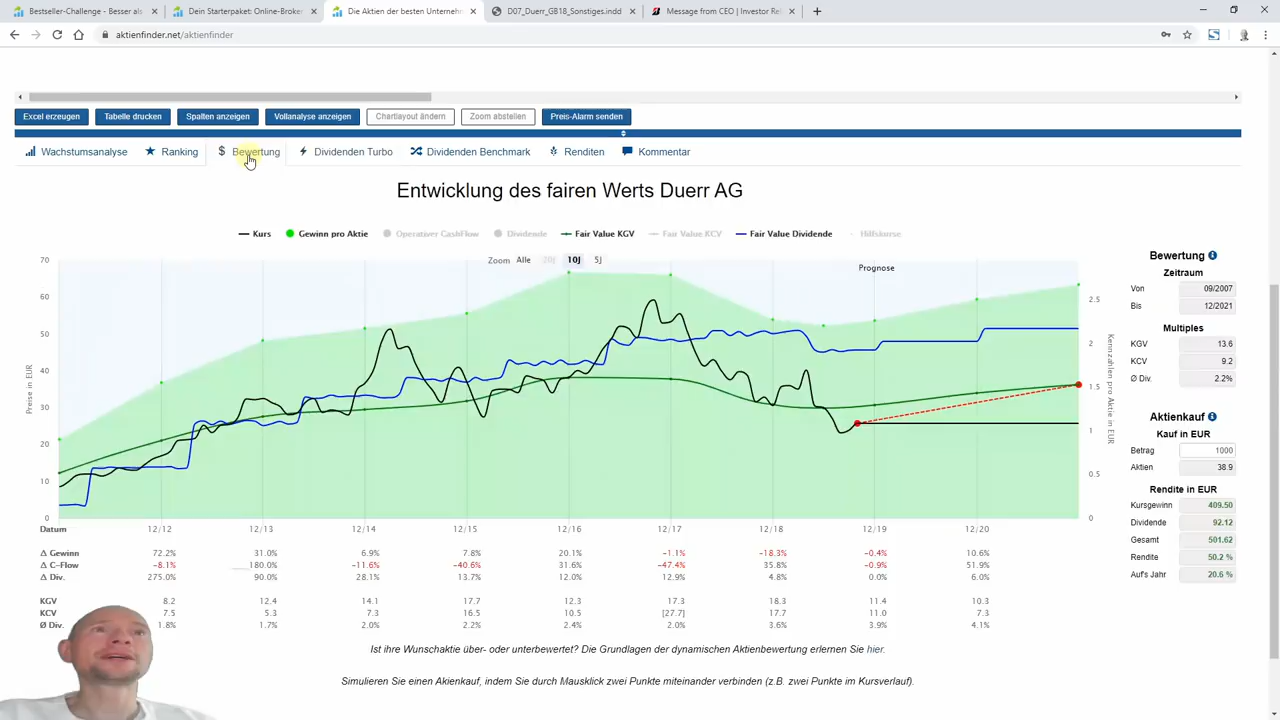 Bestseller-Challenge - Besser als
Dein Starterpaket: Online-Broker
Die Aktien der besten Unternehm
D07_Duerr_GB18_Sonstiges.indd
Message from CEO | Investor Rel
aktienfinder.net/aktienfinder
Excel erzeugen
Tabelle drucken
Spalten anzeigen
Vollanalyse anzeigen
Chartlayout ändern
Zoom abstellen
Preis-Alarm senden
Wachstumsanalyse
Ranking
Bewertung
Dividenden Turbo
Dividenden Benchmark
Renditen
Kommentar
Entwicklung des fairen Werts Duerr AG
Kurs
Gewinn pro Aktie
Operativer CashFlow
Dividende
Fair Value KGV
Fair Value KCV
Fair Value Dividende
Hilfskurse
Zoom Alle 20J 10J 5J
Prognose
70
60
50
40
30
20
10
0
Preise in EUR
2.5
2
1.5
1
0.5
0
Kennzahlen pro Aktie in EUR
Datum 12/12 12/13 12/14 12/15 12/16 12/17 12/18 12/19 12/20
Δ Gewinn 72.2% 31.0% 6.9% 7.8% 20.1% -1.1% -18.3% -0.4% 10.6%
Δ C-Flow -8.1% 180.0% -11.6% -40.6% 31.6% -47.4% 35.8% -0.9% 51.9%
Δ Div. 275.0% 90.0% 28.1% 13.7% 12.0% 12.9% 4.8% 0.0% 6.0%
KGV 8.2 12.4 14.1 17.7 12.3 17.3 18.3 11.4 10.3
KCV 7.5 5.3 7.3 16.5 10.5 [27.7] 17.7 11.0 7.3
Ø Div. 1.8% 1.7% 2.0% 2.2% 2.4% 2.0% 3.6% 3.9% 4.1%
Ist ihre Wunschaktie über- oder unterbewertet? Die Grundlagen der dynamischen Aktienbewertung erlernen Sie hier.
Simulieren Sie einen Akienkauf, indem Sie durch Mausklick zwei Punkte miteinander verbinden (z.B. zwei Punkte im Kursverlauf).
Bewertung
Zeitraum
Von 09/2007
Bis 12/2021
Multiples
KGV 13.6
KCV 9.2
Ø Div. 2.2%
Aktienkauf
Kauf in EUR
Betrag 1000
Aktien 38.9
Rendite in EUR
Kursgewinn 409.50
Dividende 92.12
Gesamt 501.62
Rendite 50.2 %
Auf's Jahr 20.6 %